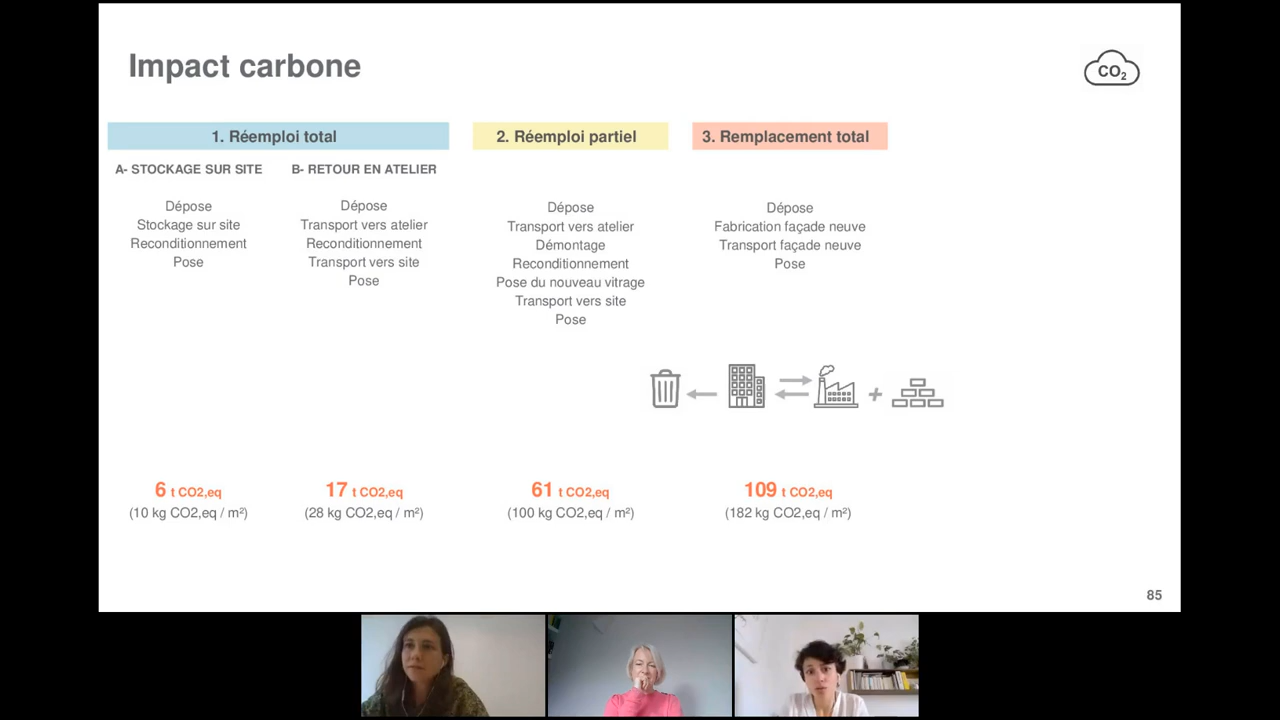 Impact carbone
CO2
1. Réemploi total
A- STOCKAGE SUR SITE
Dépose
Stockage sur site
Reconditionnement
Pose
6 t CO2,eq
(10 kg CO2,eq / m²)
B- RETOUR EN ATELIER
Dépose
Transport vers atelier
Reconditionnement
Transport vers site
Pose
17 t CO2,eq
(28 kg CO2,eq / m²)
2. Réemploi partiel
Dépose
Transport vers atelier
Démontage
Reconditionnement
Pose du nouveau vitrage
Transport vers site
Pose
61 t CO2,eq
(100 kg CO2,eq / m²)
3. Remplacement total
Dépose
Fabrication façade neuve
Transport façade neuve
Pose
+
109 t CO2,eq
(182 kg CO2,eq / m²)
85